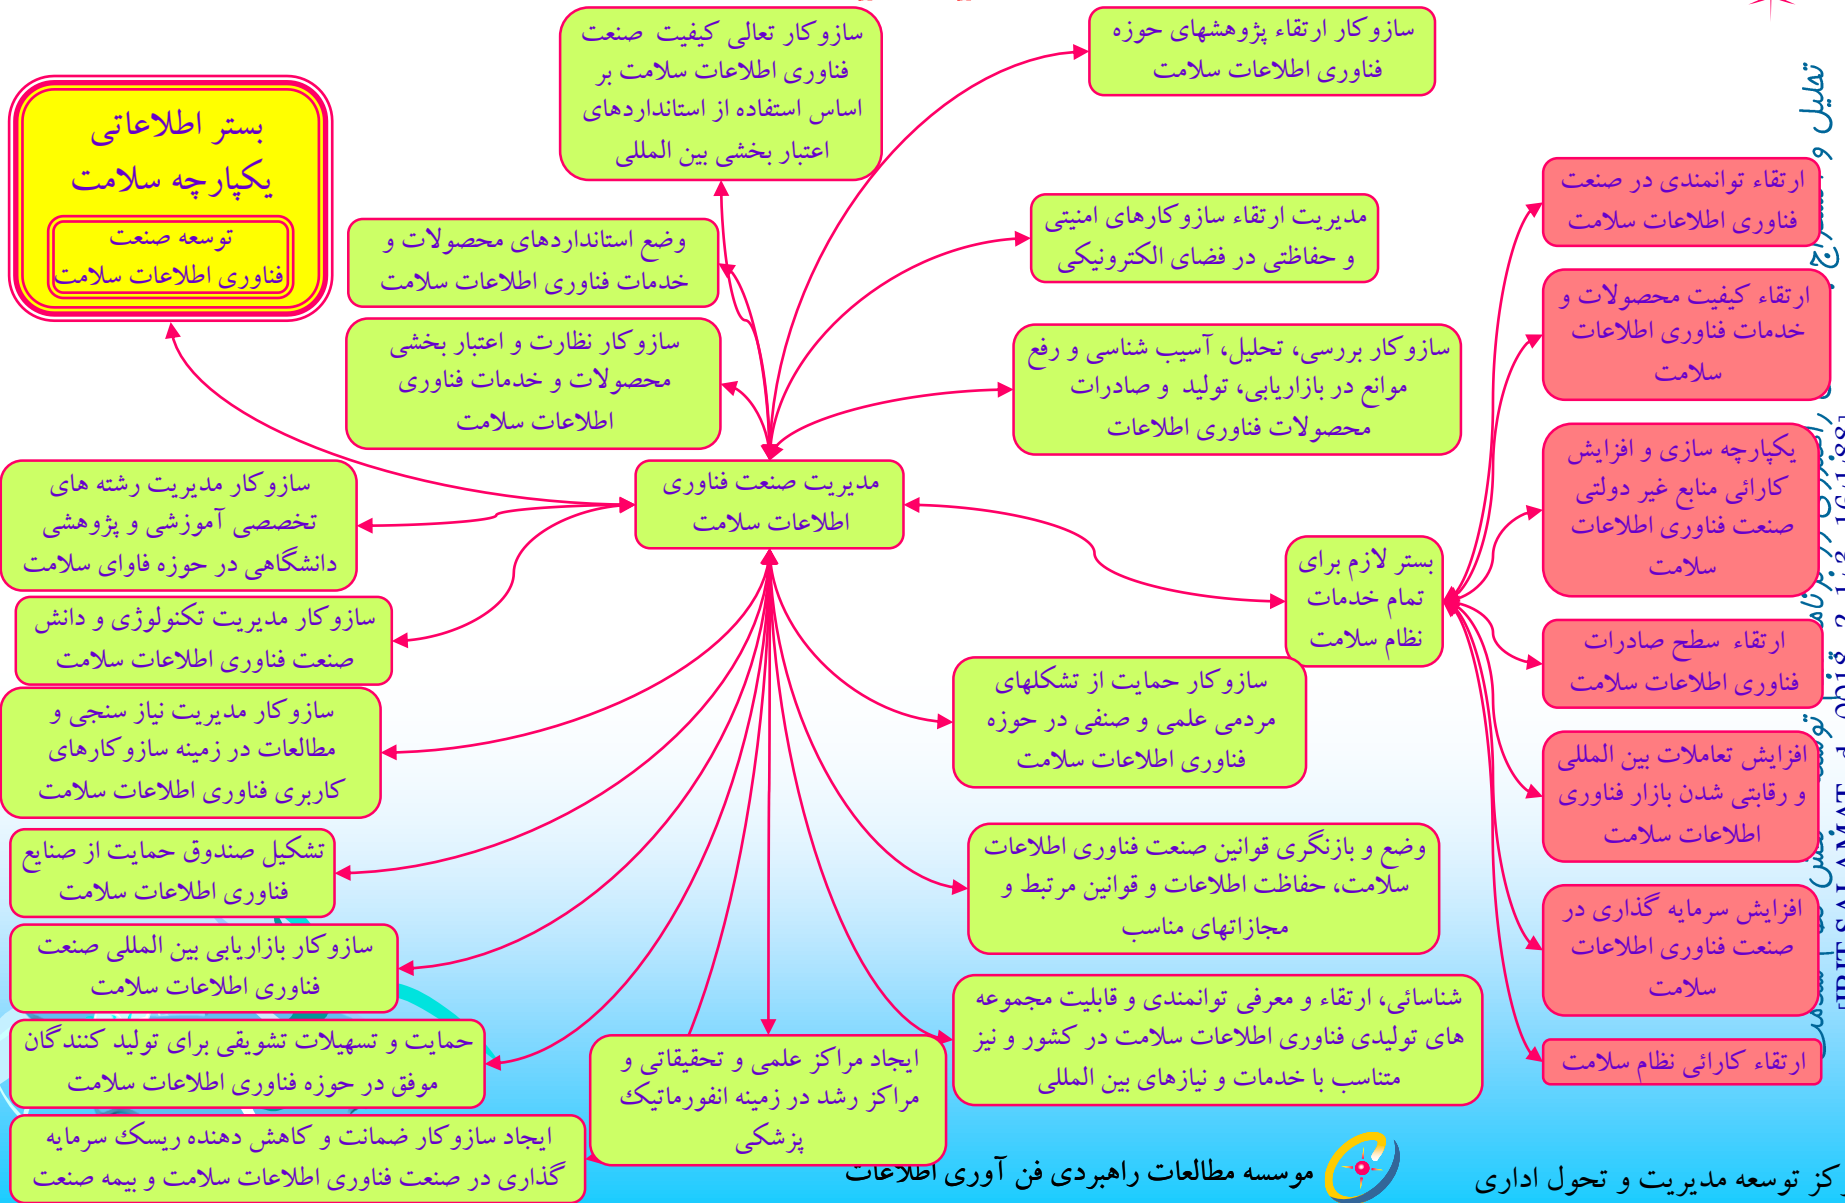 سازوکار تعالی کیفیت صنعت
فناوری اطلاعات سلامت بر
اساس استفاده از استانداردهای
اعتبار بخشی بین المللی
سازوکار ارتقاء پژوهشهای حوزه
فناوری اطلاعات سلامت
بستر اطلاعاتی
یکپارچه سلامت
توسعه صنعت
فناوری اطلاعات سلامت
مدیریت ارتقاء سازوکارهای امنیتی
و حفاظتی در فضای الکترونیکی
وضع استانداردهای محصولات و
خدمات فناوری اطلاعات سلامت
سازوکار نظارت و اعتبار بخشی
محصولات و خدمات فناوری
اطلاعات سلامت
سازوکار بررسی، تحلیل، آسیب شناسی و رفع
موانع در بازاریابی، تولید و صادرات
محصولات فناوری اطلاعات
مدیریت صنعت فناوری
اطلاعات سلامت
بستر لازم برای
تمام خدمات
نظام سلامت
ارتقاء توانمندی در صنعت
فناوری اطلاعات سلامت
ارتقاء کیفیت محصولات و
خدمات فناوری اطلاعات
سلامت
یکپارچه سازی و افزایش
کارائی منابع غیر دولتی
صنعت فناوری اطلاعات
سلامت
ارتقاء سطح صادرات
فناوری اطلاعات سلامت
افزایش تعاملات بین المللی
و رقابتی شدن بازار فناوری
اطلاعات سلامت
افزایش سرمایه گذاری در
صنعت فناوری اطلاعات
سلامت
ارتقاء کارائی نظام سلامت
سازوکار مدیریت رشته های
تخصصی آموزشی و پژوهشی
دانشگاهی در حوزه فاوای سلامت
سازوکار مدیریت تکنولوژی و دانش
صنعت فناوری اطلاعات سلامت
سازوکار مدیریت نیاز سنجی و
مطالعات در زمینه سازوکارهای
کاربری فناوری اطلاعات سلامت
تشکیل صندوق حمایت از صنایع
فناوری اطلاعات سلامت
سازوکار بازاریابی بین المللی صنعت
فناوری اطلاعات سلامت
حمایت و تسهیلات تشویقی برای تولید کنندگان
موفق در حوزه فناوری اطلاعات سلامت
ایجاد سازوکار ضمانت و کاهش دهنده ریسک سرمایه
گذاری در صنعت فناوری اطلاعات سلامت و بیمه صنعت
سازوکار حمایت از تشکلهای
مردمی علمی و صنفی در حوزه
فناوری اطلاعات سلامت
وضع و بازنگری قوانین صنعت فناوری اطلاعات
سلامت، حفاظت اطلاعات و قوانین مرتبط و
مجازاتهای مناسب
شناسائی، ارتقاء و معرفی توانمندی و قابلیت مجموعه
های تولیدی فناوری اطلاعات سلامت در کشور و نیز
متناسب با خدمات و نیازهای بین المللی
ایجاد مراکز علمی و تحقیقاتی و
مراکز رشد در زمینه انفورماتیک
پزشکی
موسسه مطالعات راهبردی فن آوری اطلاعات
کز توسعه مدیریت و تحول اداری
تحلیل و